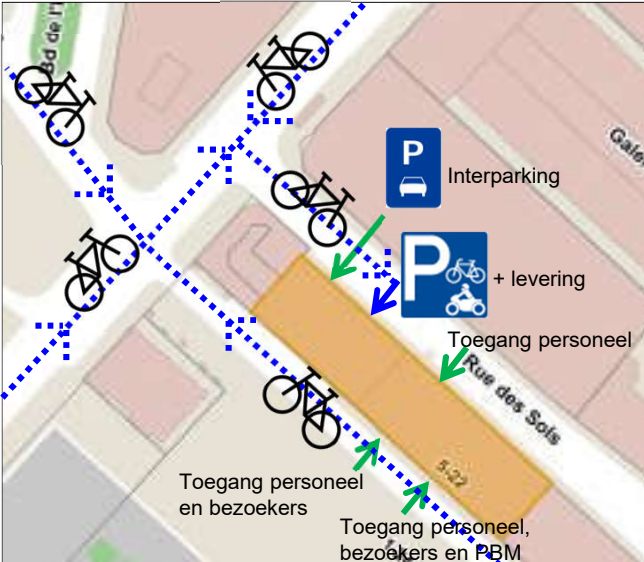 Bd de l'I
P
Interparking
Galer
P
+ levering
Toegang personeel
Rue des Sols
5-22
Toegang personeel
en bezoekers
Toegang personeel,
bezoekers en PBM